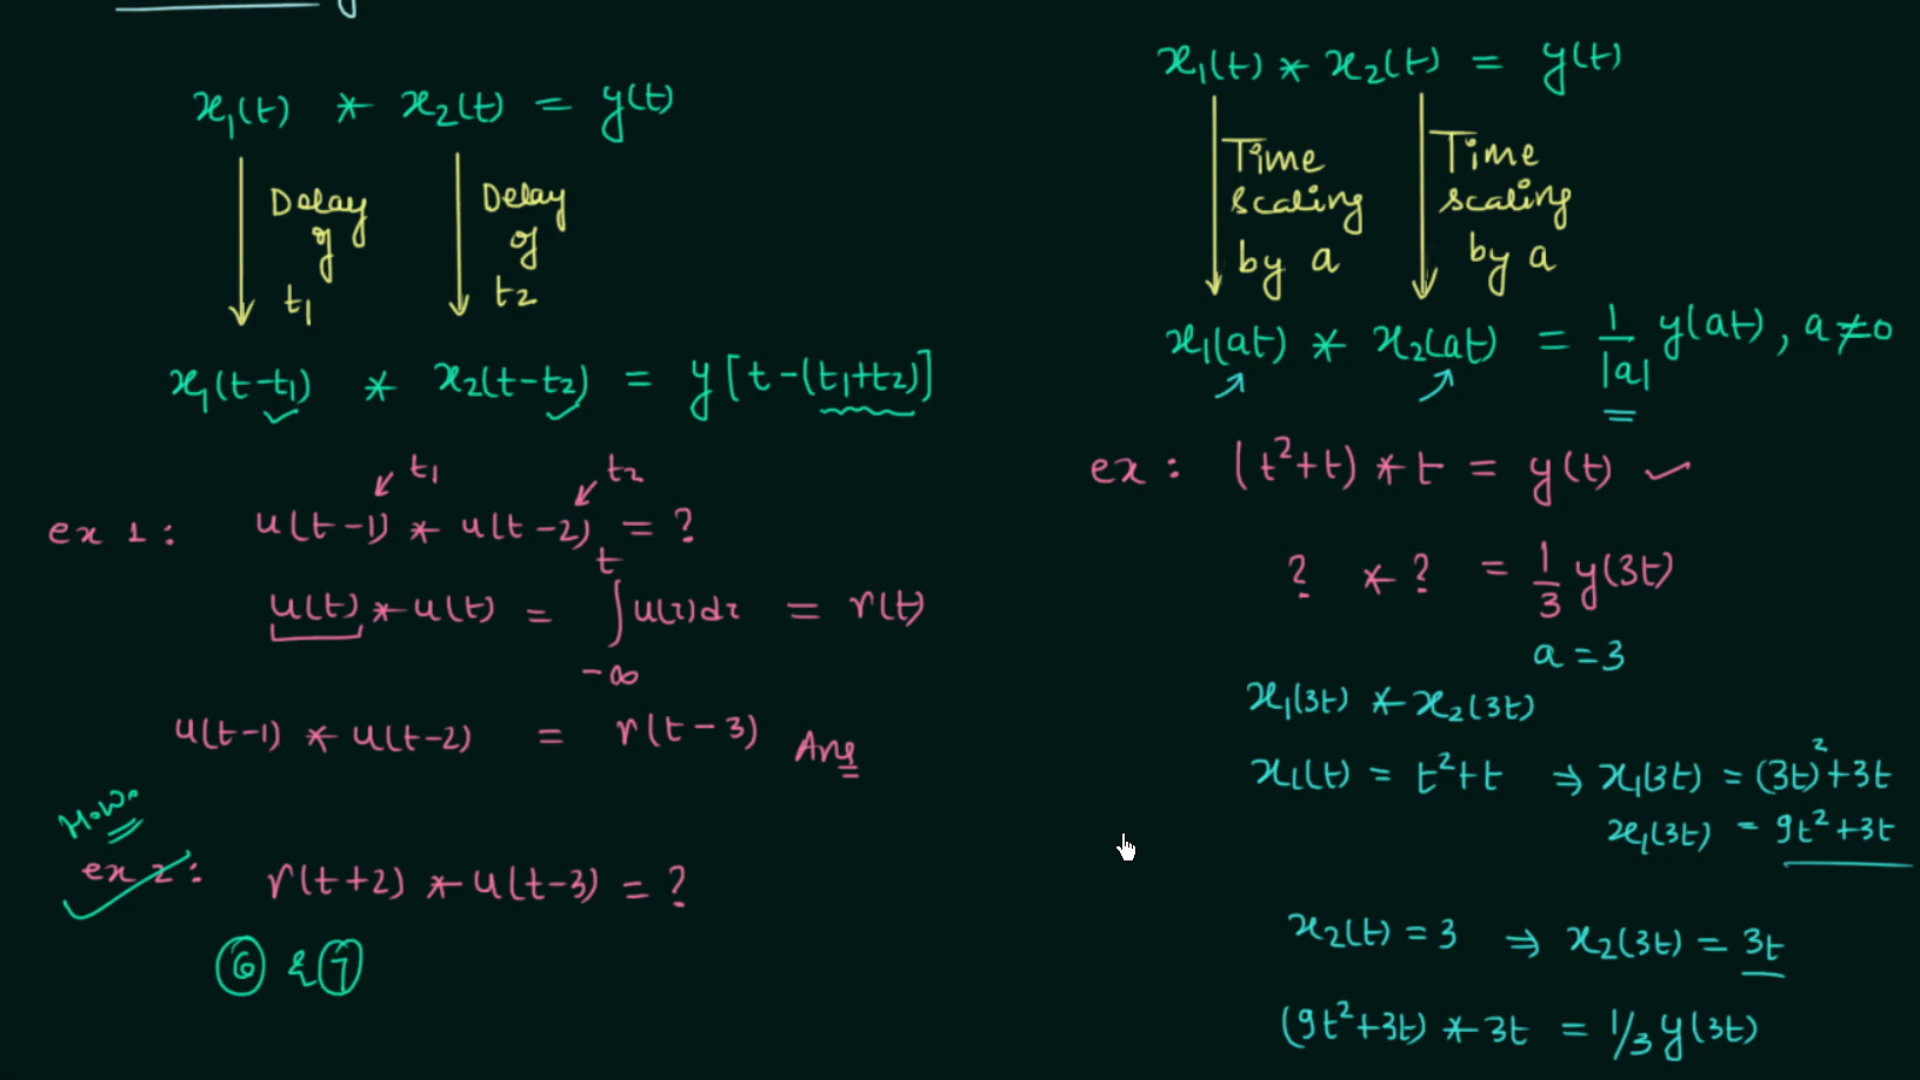 x₁(t) * x₂(t) = y(t)
Delay of t₁
Delay of t₂
x₁(t-t₁) * x₂(t-t₂) = y[t-(t₁+t₂)]
t₁
t₂
ex 1: u(t-1) * u(t-2) = ?
u(t) * u(t) = ∫_{-∞}^{t} u(τ)dτ = r(t)
u(t-1) * u(t-2) = r(t-3) Ans
H.W.
ex 2: r(t+2) * u(t-3) = ?
⑥ & ⑦
x₁(t) * x₂(t) = y(t)
Time scaling by a
Time scaling by a
x₁(at) * x₂(at) = 1/|a| y(at), a≠0
ex: (t²+t) * t = y(t) ✓
? * ? = 1/3 y(3t)
a = 3
x₁(3t) * x₂(3t)
x₁(t) = t²+t ⇒ x₁(3t) = (3t)²+3t
x₁(3t) = 9t²+3t
x₂(t) = 3 ⇒ x₂(3t) = 3t
(9t²+3t) * 3t = 1/3 y(3t)